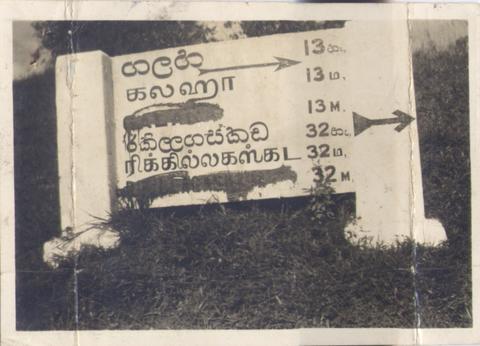 ගලහ 13 හැ.
கலஹா 13 ம.
13 M.
රිකිලගස්කඩ 32 හැ.
ரிக்கில்லகஸ்கட 32 ம.
32 M.